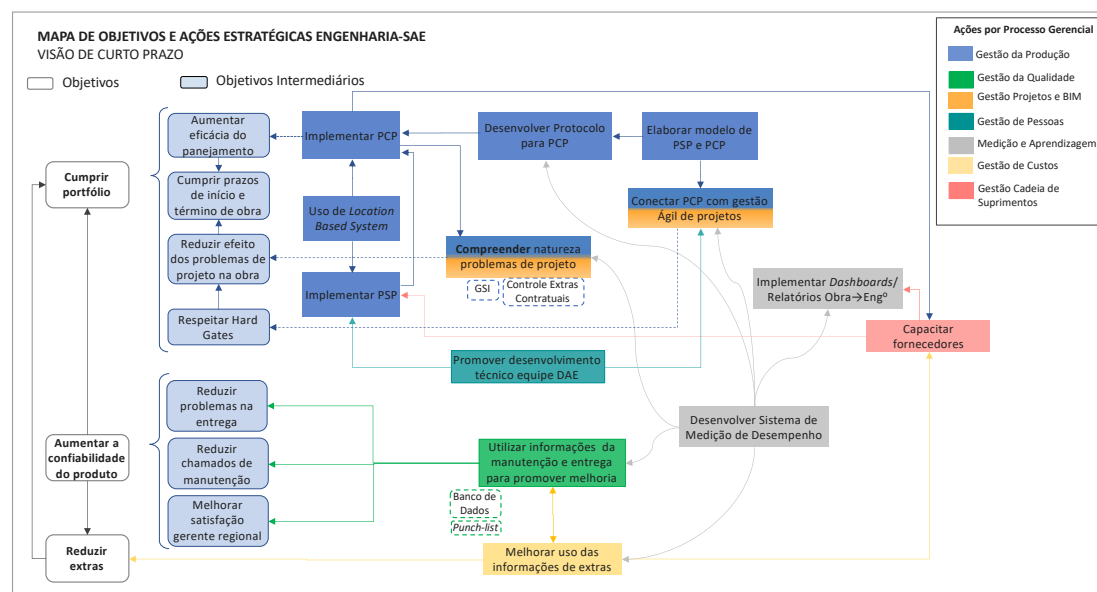 MAPA DE OBJETIVOS E AÇÕES ESTRATÉGICAS ENGENHARIA-SAE
VISÃO DE CURTO PRAZO
Objetivos
Objetivos Intermediários
Ações por Processo Gerencial
Gestão da Produção
Gestão da Qualidade
Gestão Projetos e BIM
Gestão de Pessoas
Medição e Aprendizagem
Gestão de Custos
Gestão Cadeia de
Suprimentos
Cumprir
portfólio
Aumentar a
confiabilidade
do produto
Reduzir
extras
Aumentar
eficácia do
panejamento
Cumprir prazos
de início e
término de obra
Reduzir efeito
dos problemas de
projeto na obra
Respeitar Hard
Gates
Reduzir
problemas na
entrega
Reduzir
chamados de
manutenção
Melhorar
satisfação
gerente regional
Implementar PCP
Desenvolver Protocolo
para PCP
Elaborar modelo de
PSP e PCP
Uso de Location
Based System
Conectar PCP com gestão
Ágil de projetos
Compreender natureza
problemas de projeto
GSI
Controle Extras
Contratuais
Implementar PSP
Implementar Dashboards/
Relatórios Obra→Engº
Capacitar
fornecedores
Promover desenvolvimento
técnico equipe DAE
Desenvolver Sistema de
Medição de Desempenho
Utilizar informações da
manutenção e entrega
para promover melhoria
Banco de
Dados
Punch-list
Melhorar uso das
informações de extras